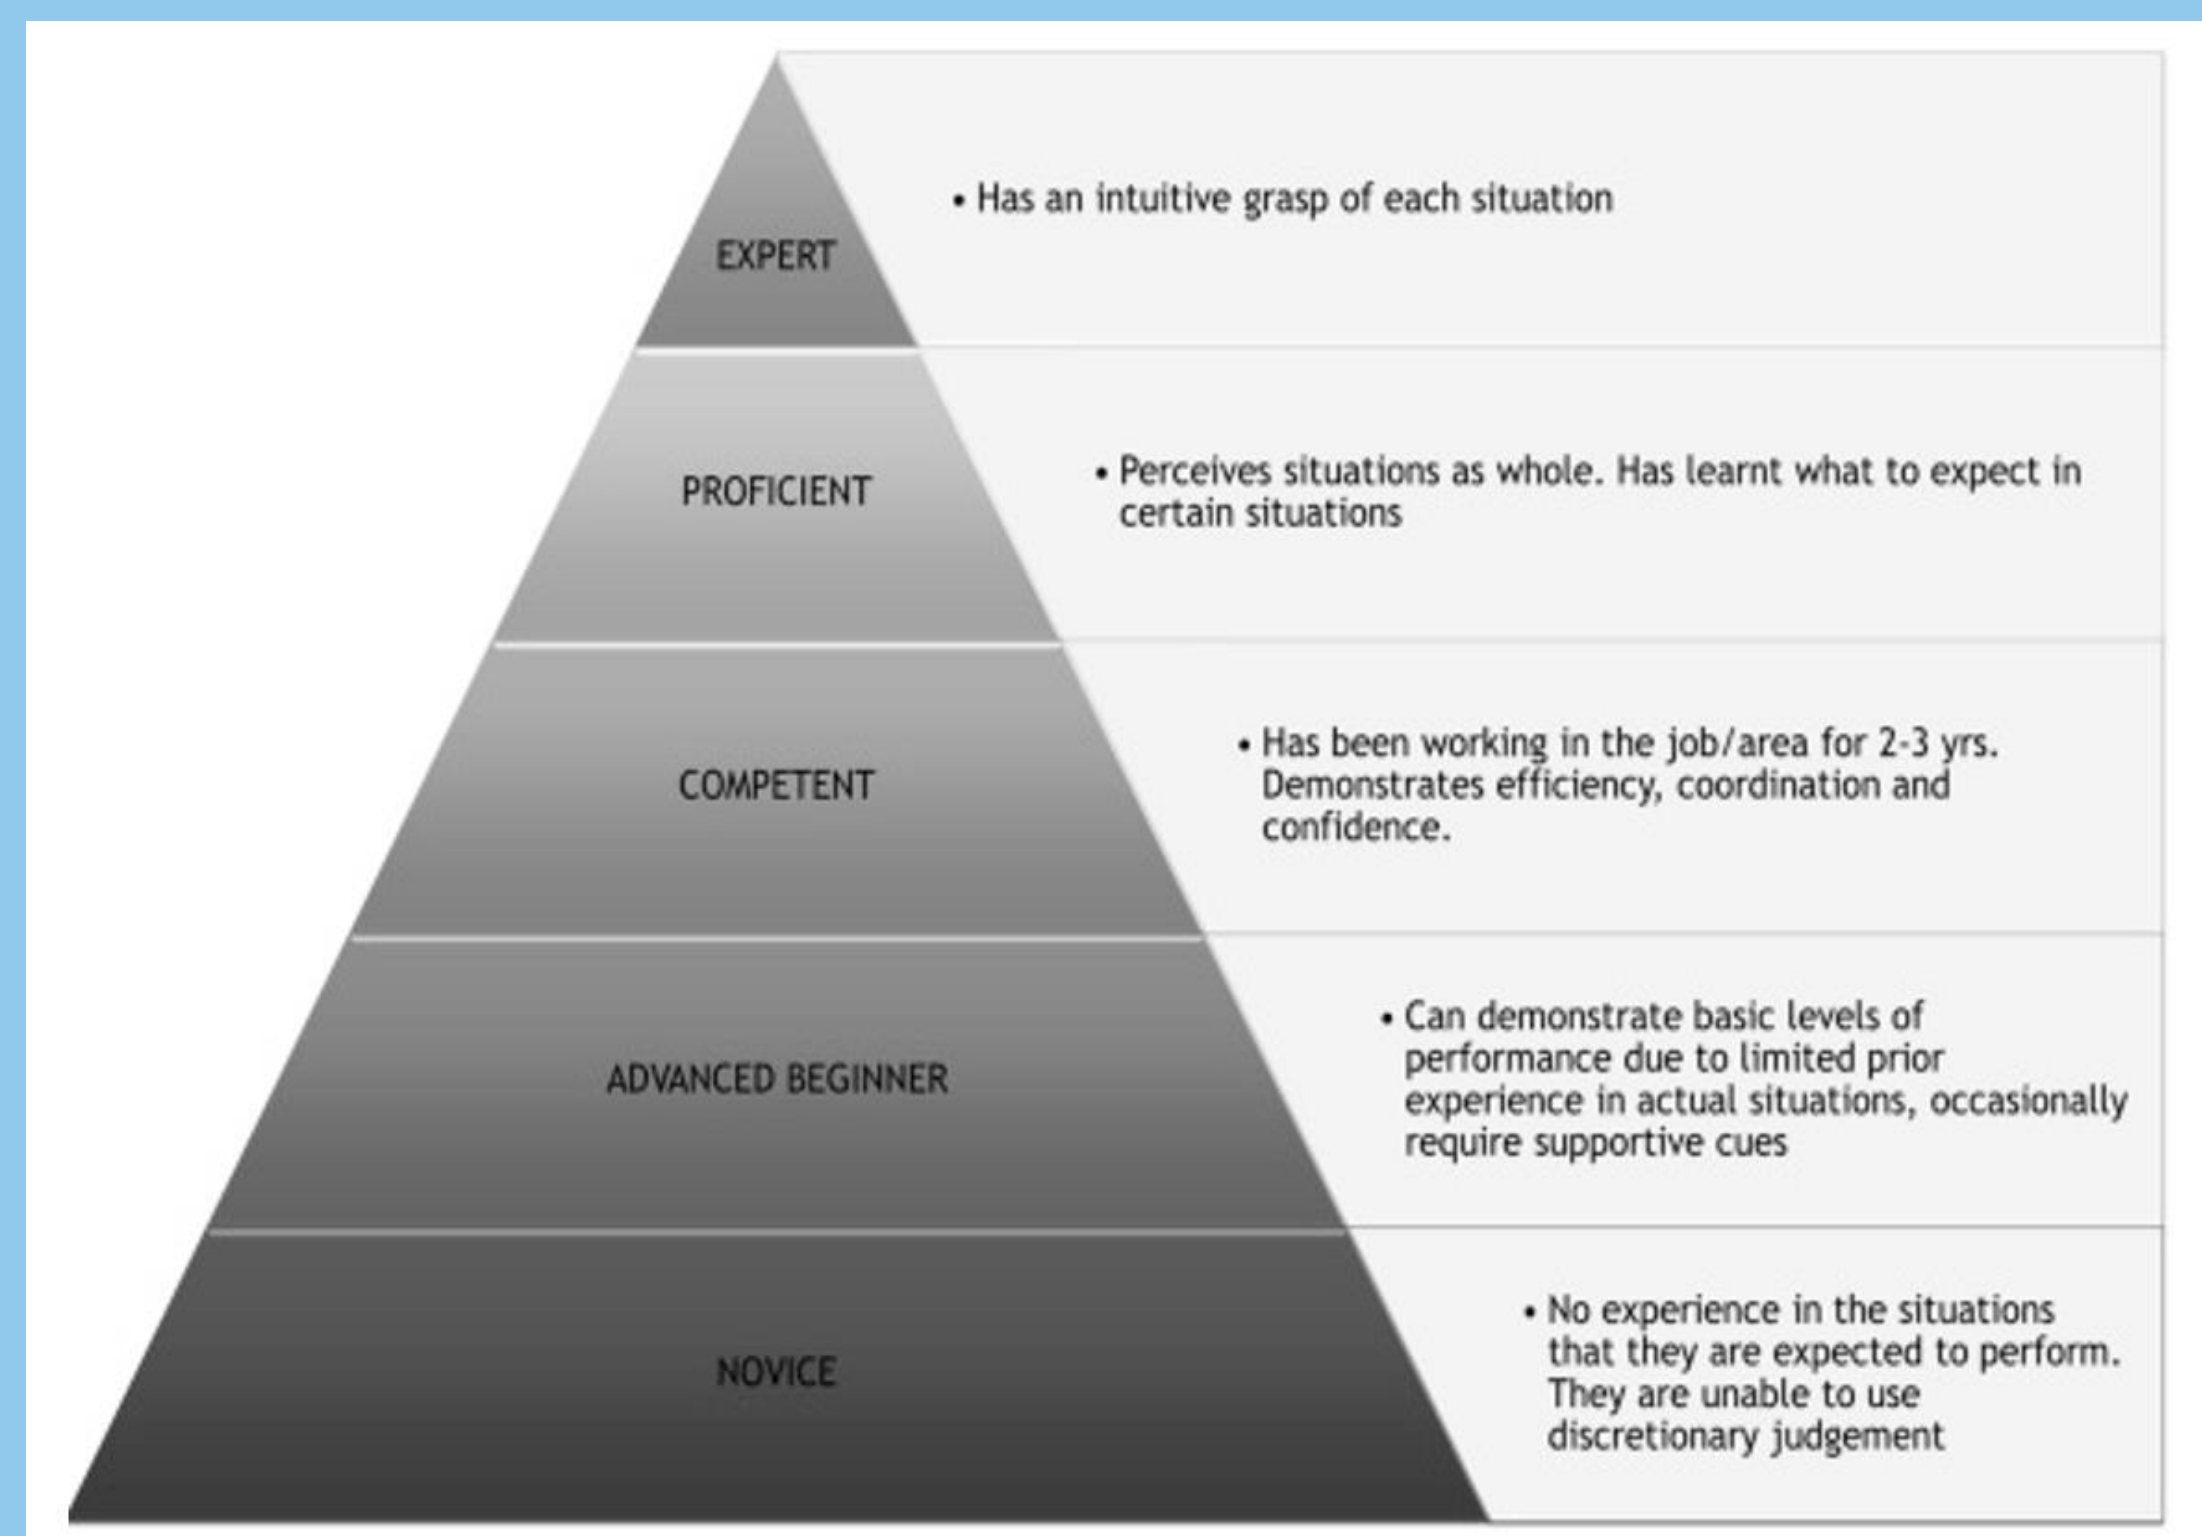 • Has an intuitive grasp of each situation
EXPERT
• Perceives situations as whole. Has learnt what to expect in
certain situations
PROFICIENT
• Has been working in the job/area for 2-3 yrs.
Demonstrates efficiency, coordination and
confidence.
COMPETENT
• Can demonstrate basic levels of
performance due to limited prior
experience in actual situations, occasionally
require supportive cues
ADVANCED BEGINNER
• No experience in the situations
that they are expected to perform.
They are unable to use
discretionary judgement
NOVICE